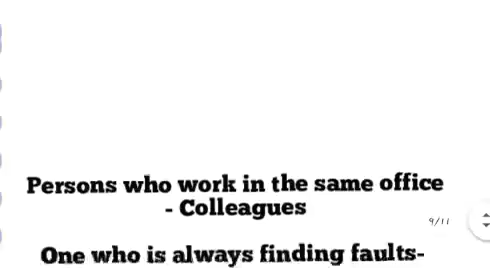 Persons who work in the same office
- Colleagues
9/11
One who is always finding faults-